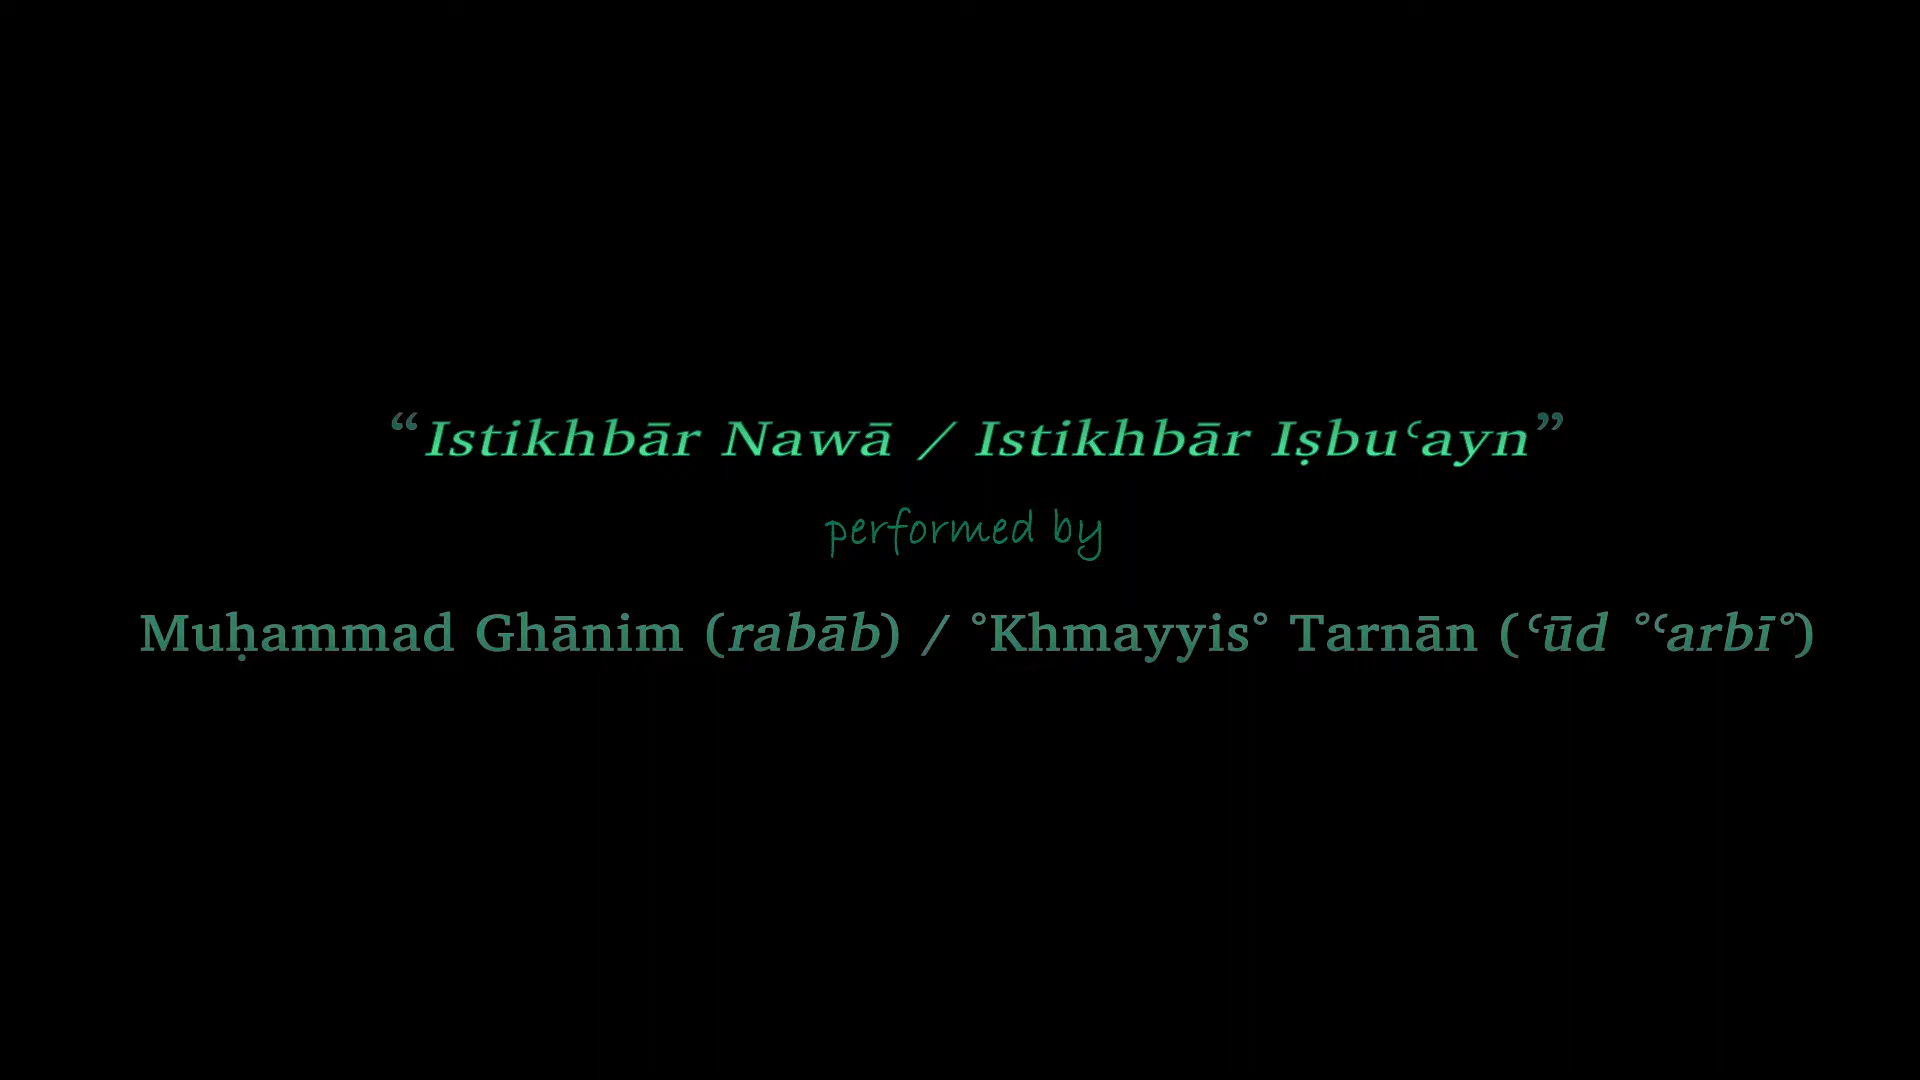 “Istikhbār Nawā / Istikhbār Iṣbuʿayn”
performed by
Muḥammad Ghānim (rabāb) / °Khmayyis° Tarnān (ʿūd °ʿarbī°)